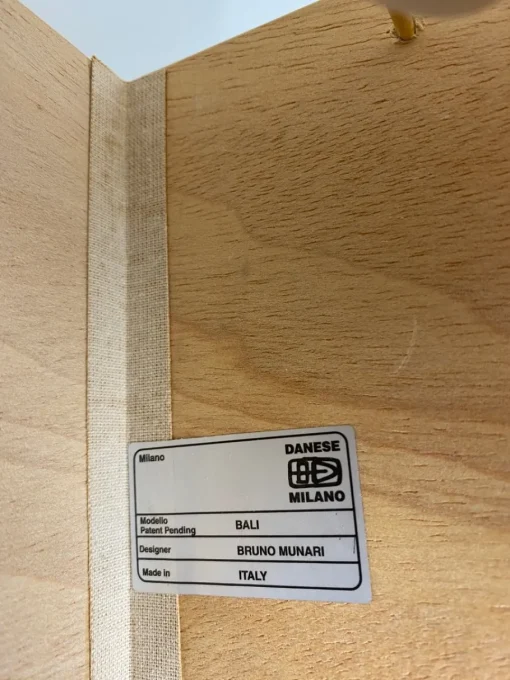 Milano
DANESE
MILANO
Modello
Patent Pending
BALI
Designer
BRUNO MUNARI
Made in
ITALY